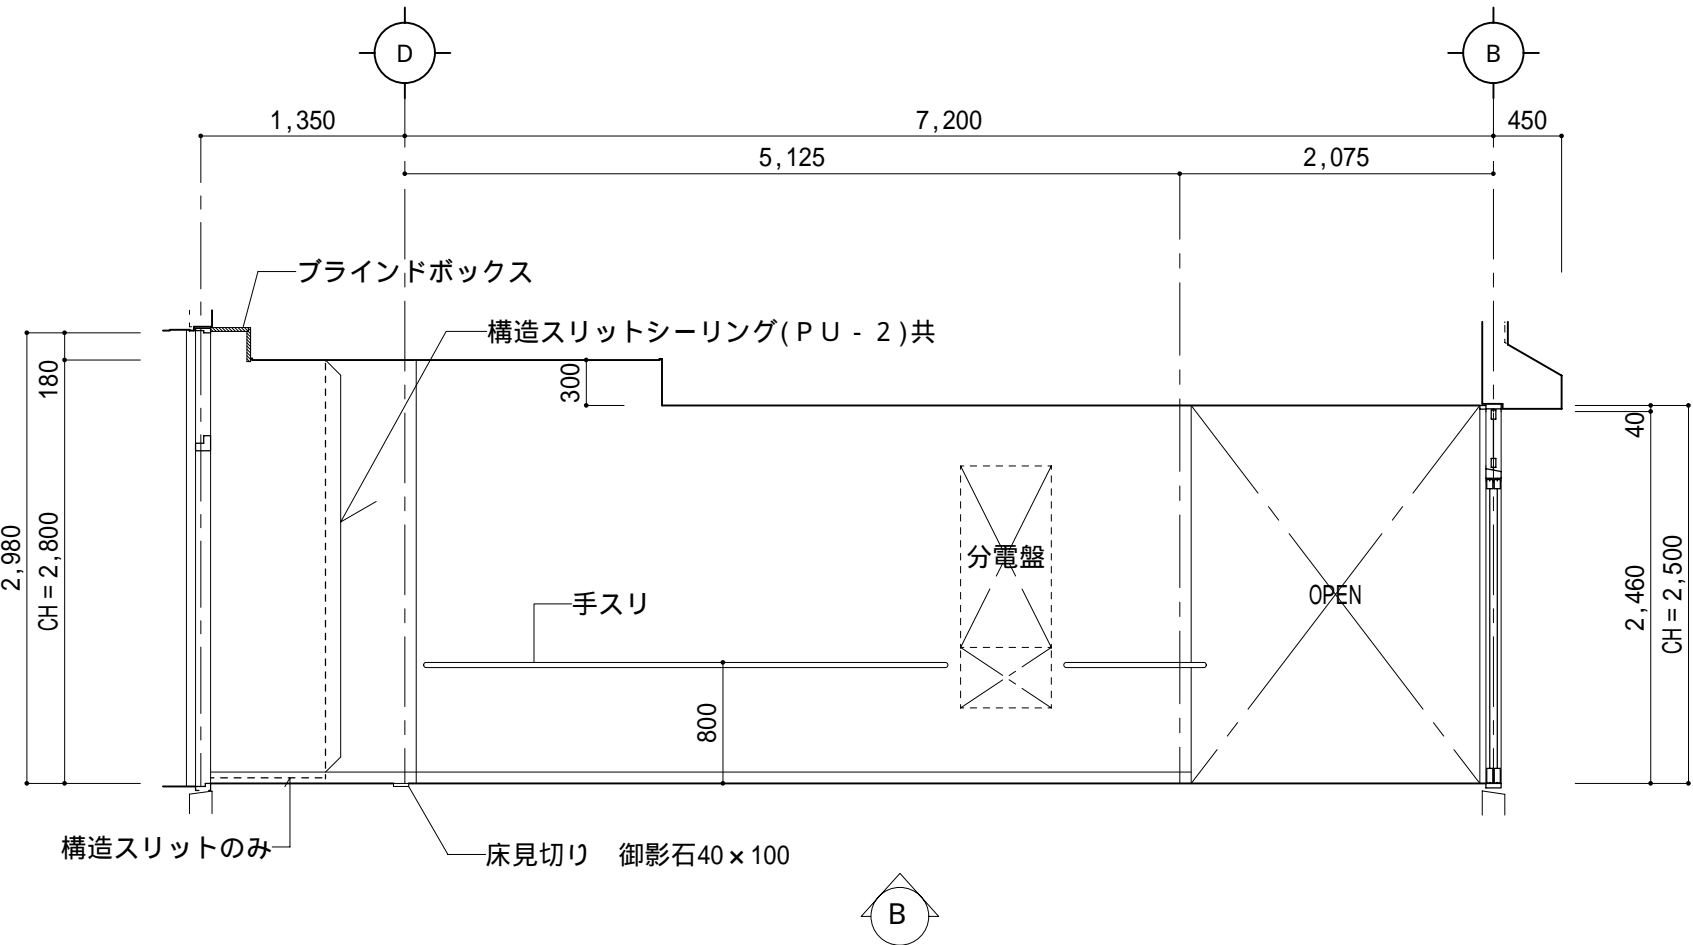 D
B
1,350
7,200
450
5,125
2,075
ブラインドボックス
構造スリットシーリング(ＰＵ‐２)共
180
300
40
2,980
CH=2,800
分電盤
OPEN
2,460
CH=2,500
手スリ
800
構造スリットのみ
床見切り　御影石40×100
B